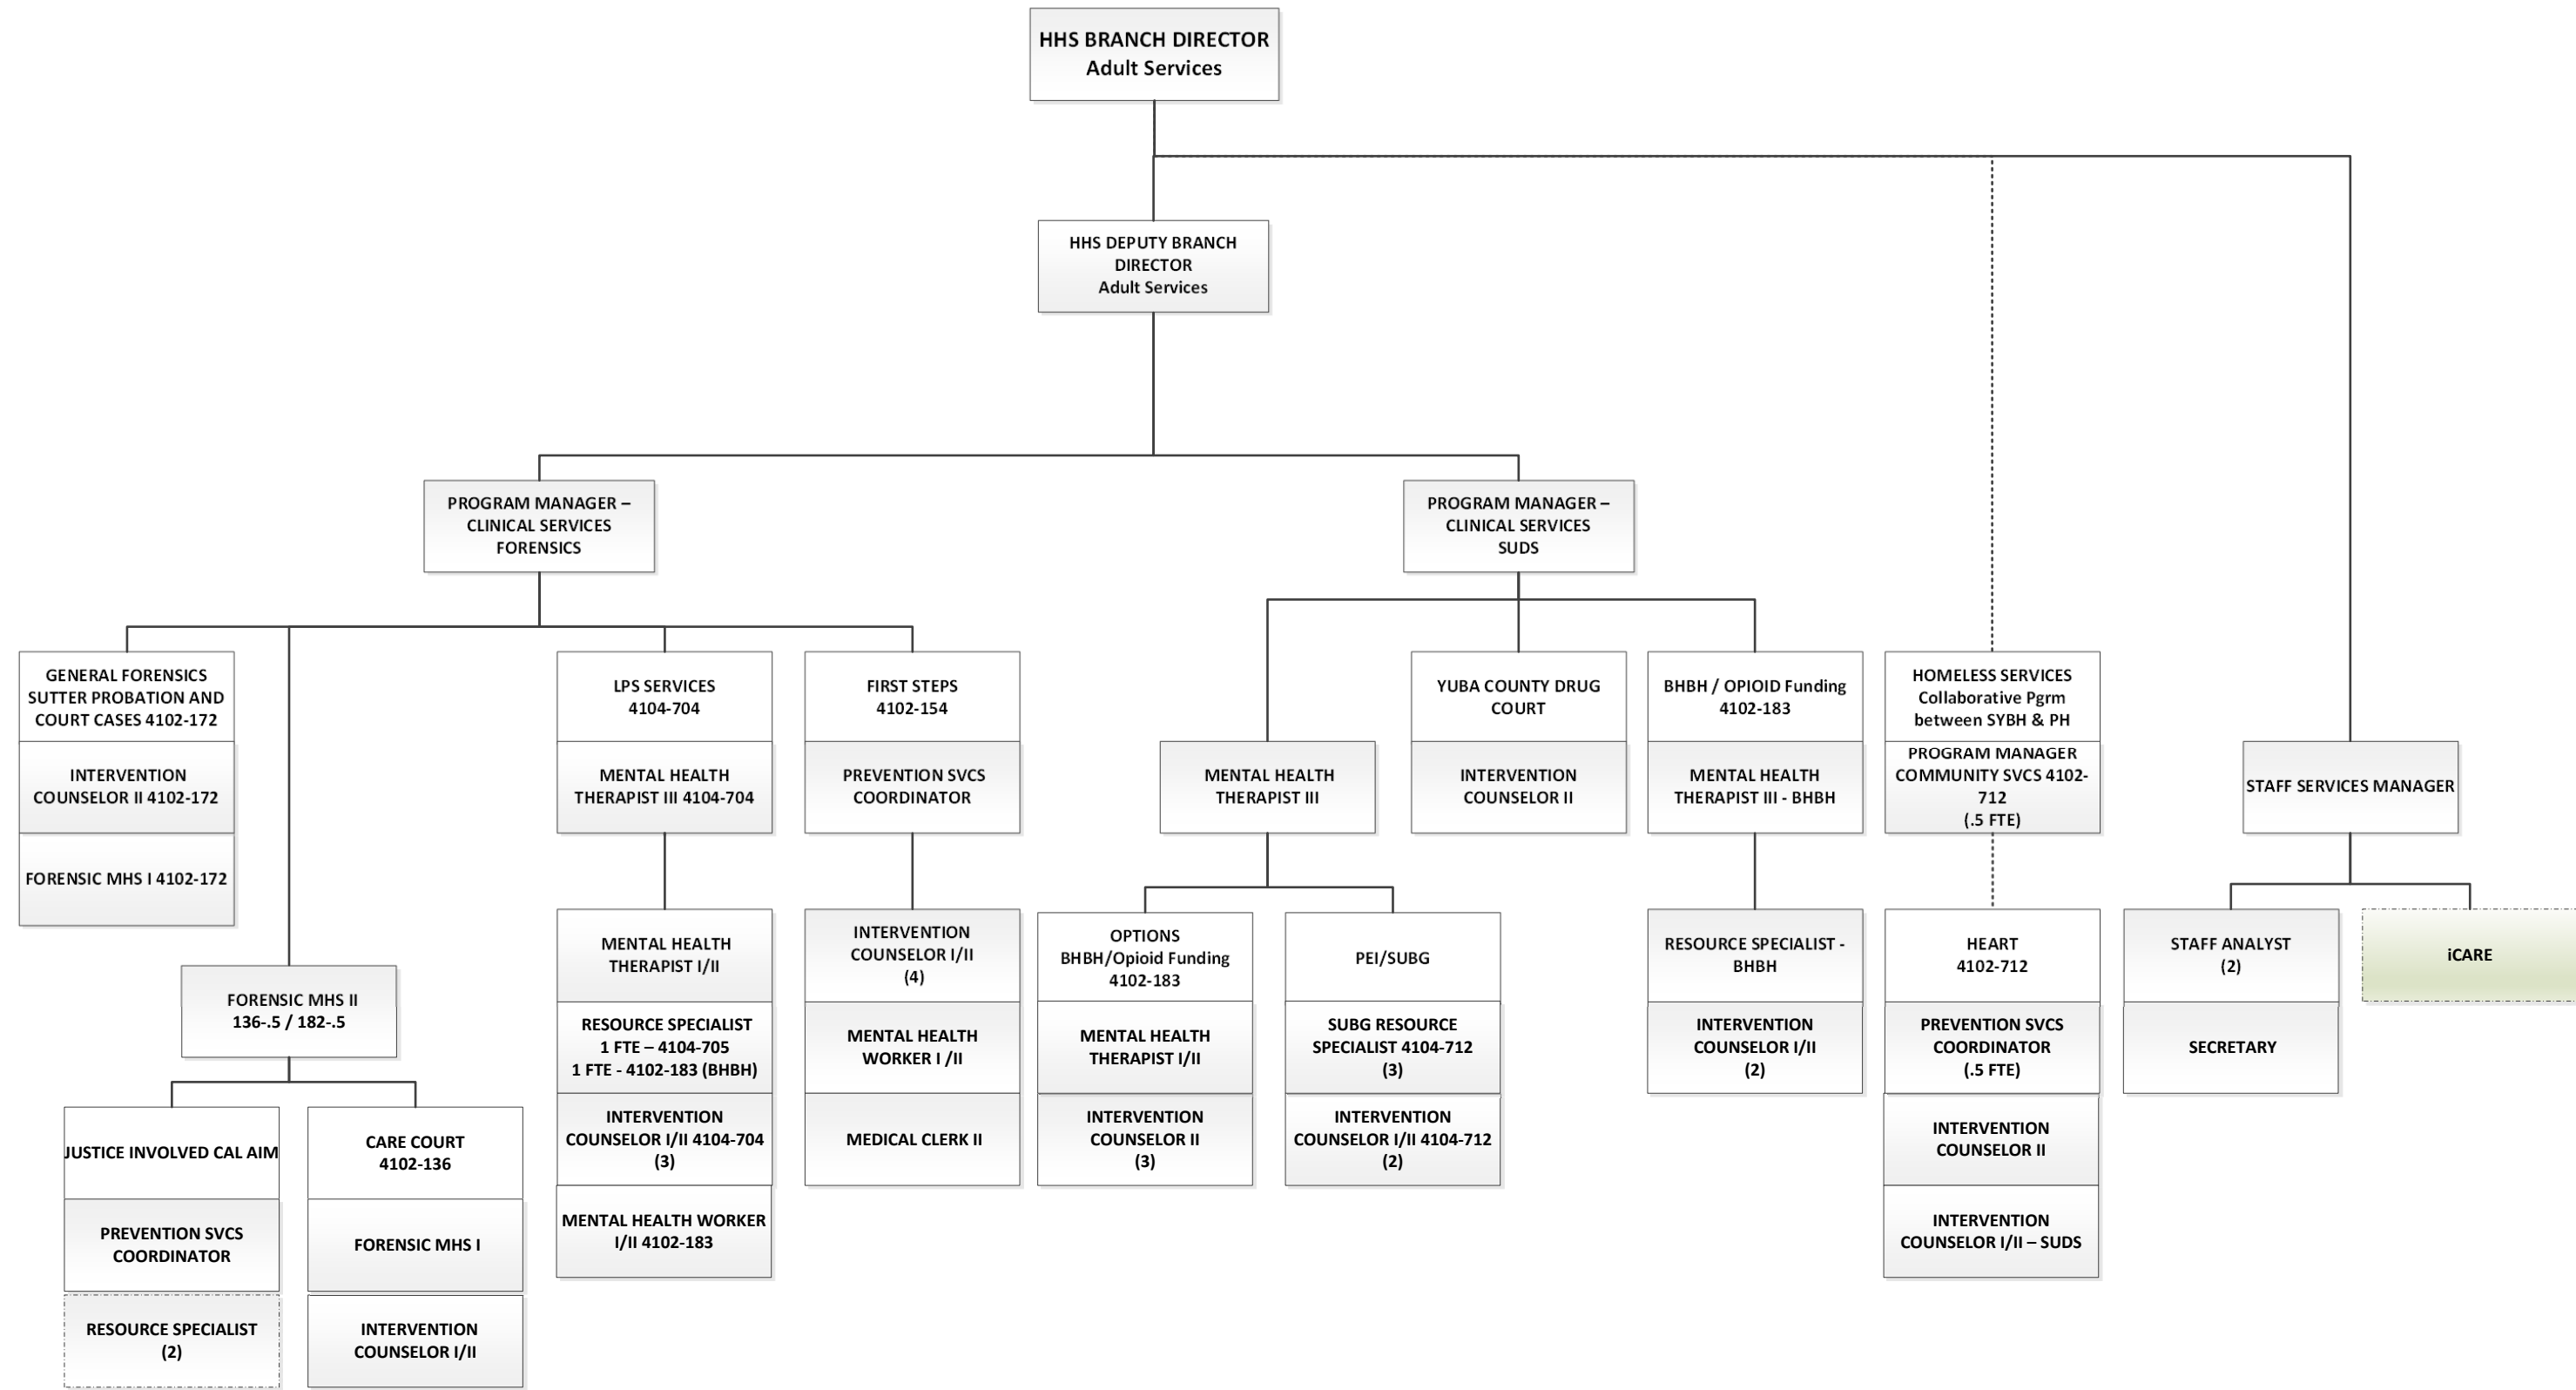 HHS BRANCH DIRECTOR
Adult Services
HHS DEPUTY BRANCH
DIRECTOR
Adult Services
PROGRAM MANAGER –
CLINICAL SERVICES
FORENSICS
PROGRAM MANAGER –
CLINICAL SERVICES
SUDS
GENERAL FORENSICS
SUTTER PROBATION AND
COURT CASES 4102-172
INTERVENTION
COUNSELOR II 4102-172
FORENSIC MHS I 4102-172
FORENSIC MHS II
136-.5 / 182-.5
JUSTICE INVOLVED CAL AIM
PREVENTION SVCS
COORDINATOR
RESOURCE SPECIALIST
(2)
CARE COURT
4102-136
FORENSIC MHS I
INTERVENTION
COUNSELOR I/II
LPS SERVICES
4104-704
MENTAL HEALTH
THERAPIST III 4104-704
MENTAL HEALTH
THERAPIST I/II
RESOURCE SPECIALIST
1 FTE – 4104-705
1 FTE - 4102-183 (BHBH)
INTERVENTION
COUNSELOR I/II 4104-704
(3)
MENTAL HEALTH WORKER
I/II 4102-183
FIRST STEPS
4102-154
PREVENTION SVCS
COORDINATOR
INTERVENTION
COUNSELOR I/II
(4)
MENTAL HEALTH
WORKER I /II
MEDICAL CLERK II
MENTAL HEALTH
THERAPIST III
OPTIONS
BHBH/Opioid Funding
4102-183
MENTAL HEALTH
THERAPIST I/II
INTERVENTION
COUNSELOR II
(3)
PEI/SUBG
SUBG RESOURCE
SPECIALIST 4104-712
(3)
INTERVENTION
COUNSELOR I/II 4104-712
(2)
YUBA COUNTY DRUG
COURT
INTERVENTION
COUNSELOR II
BHBH / OPIOID Funding
4102-183
MENTAL HEALTH
THERAPIST III - BHBH
RESOURCE SPECIALIST -
BHBH
INTERVENTION
COUNSELOR I/II
(2)
HOMELESS SERVICES
Collaborative Pgrm
between SYBH & PH
PROGRAM MANAGER
COMMUNITY SVCS 4102-
712
(.5 FTE)
HEART
4102-712
PREVENTION SVCS
COORDINATOR
(.5 FTE)
INTERVENTION
COUNSELOR II
INTERVENTION
COUNSELOR I/II – SUDS
STAFF SERVICES MANAGER
STAFF ANALYST
(2)
SECRETARY
iCARE